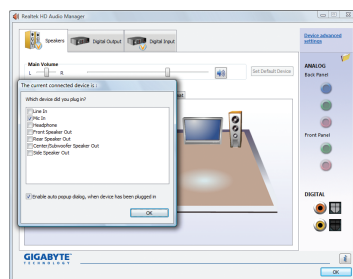 Realtek HD Audio Manager
Speakers
Digital Output
Digital Input
Device advanced
settings
Main Volume
L
R
Set Default Device
ANALOG
Back Panel
The current connected device is :
Which device did you plug in?
Line In
Mic In
Headphone
Front Speaker Out
Rear Speaker Out
Center/Subwoofer Speaker Out
Side Speaker Out
Front Panel
Enable auto popup dialog, when device has been plugged in
OK
DIGITAL
GIGABYTE
TECHNOLOGY
i
OK